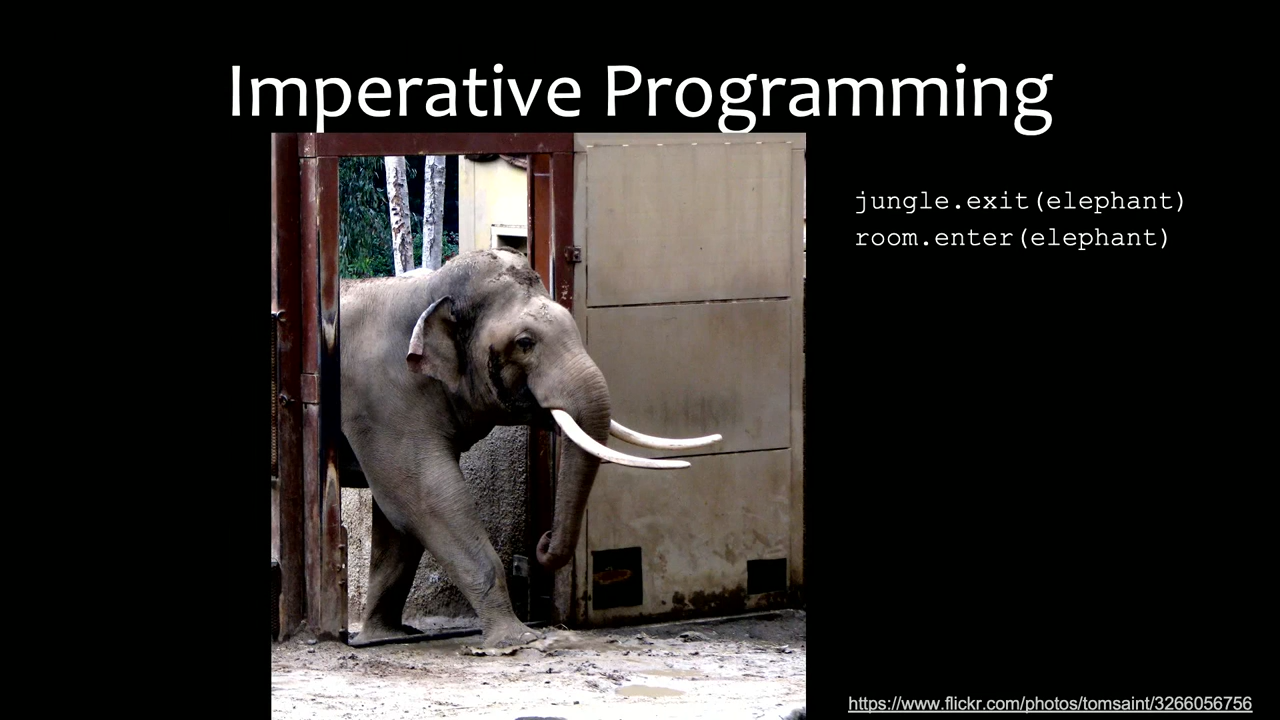 Imperative Programming
jungle.exit(elephant)
room.enter(elephant)
https://www.flickr.com/photos/tomsaint/3266056756